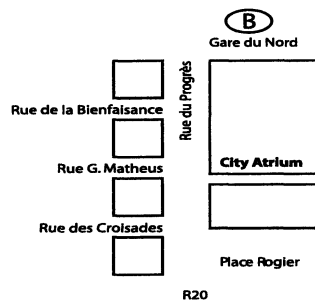 B
Gare du Nord
Rue du Progrès
Rue de la Bienfaisance
City Atrium
Rue G. Matheus
Rue des Croisades
Place Rogier
R20